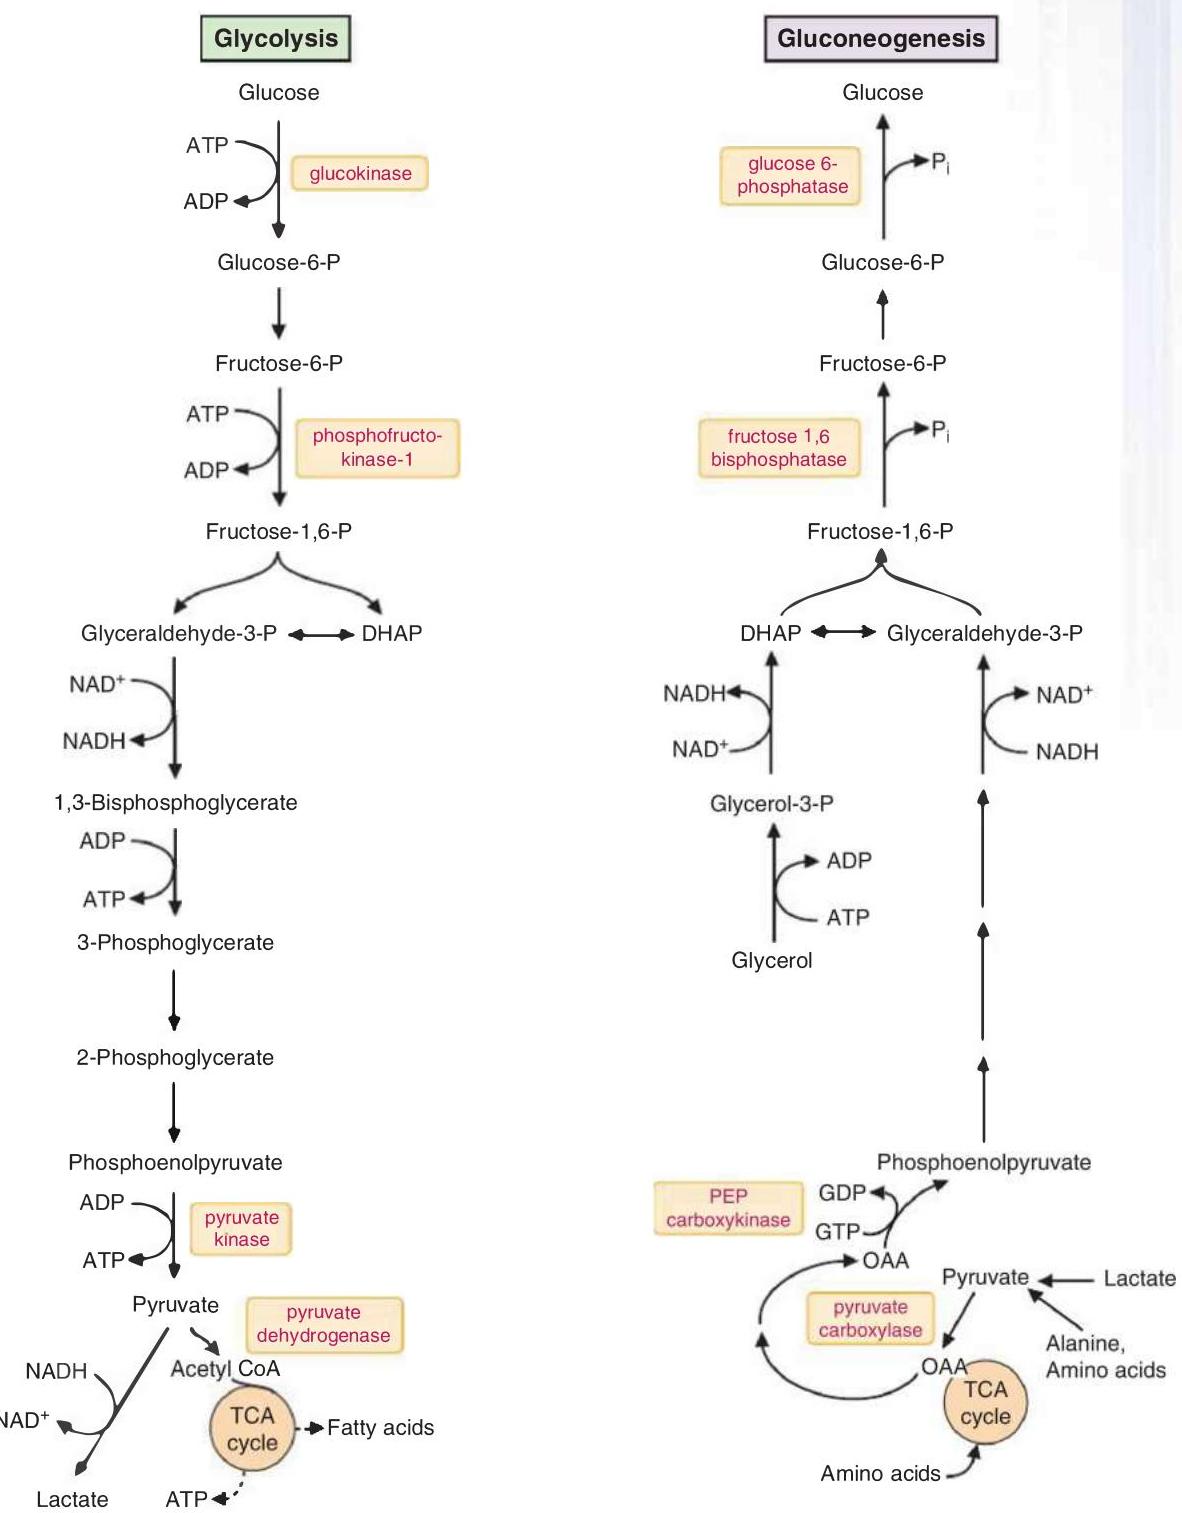 Glycolysis
Glucose
ATP
glucokinase
ADP
Glucose-6-P
Fructose-6-P
ATP
phosphofructo-
kinase-1
ADP
Fructose-1,6-P
Glyceraldehyde-3-P
DHAP
NAD+
NADH
1,3-Bisphosphoglycerate
ADP
ATP
3-Phosphoglycerate
2-Phosphoglycerate
Phosphoenolpyruvate
ADP
pyruvate
kinase
ATP
Pyruvate
pyruvate
dehydrogenase
NADH
Acetyl CoA
NAD+
TCA
cycle
Fatty acids
Lactate
ATP
Gluconeogenesis
Glucose
glucose 6-
phosphatase
Pi
Glucose-6-P
Fructose-6-P
fructose 1,6
bisphosphatase
Pi
Fructose-1,6-P
DHAP
Glyceraldehyde-3-P
NADH
NAD+
NAD+
NADH
Glycerol-3-P
ADP
ATP
Glycerol
Phosphoenolpyruvate
PEP
carboxykinase
GDP
GTP
OAA
Pyruvate
Lactate
pyruvate
carboxylase
Alanine,
Amino acids
OAA
TCA
cycle
Amino acids